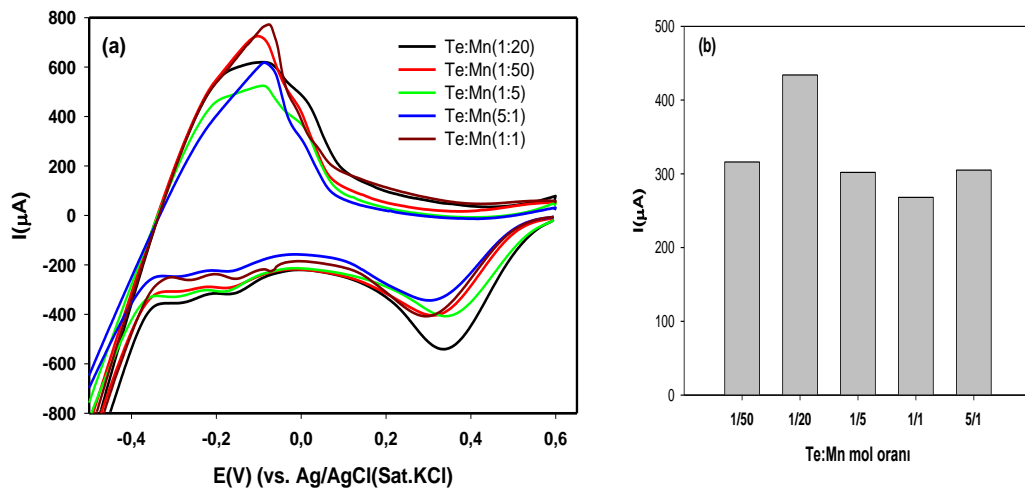 (a)
800
600
400
200
0
-200
-400
-600
-800
I(µA)
-0,4
-0,2
0,0
0,2
0,4
0,6
E(V) (vs. Ag/AgCl(Sat.KCl)
Te:Mn(1:20)
Te:Mn(1:50)
Te:Mn(1:5)
Te:Mn(5:1)
Te:Mn(1:1)
(b)
500
400
300
200
100
0
I(µA)
1/50
1/20
1/5
1/1
5/1
Te:Mn mol oranı